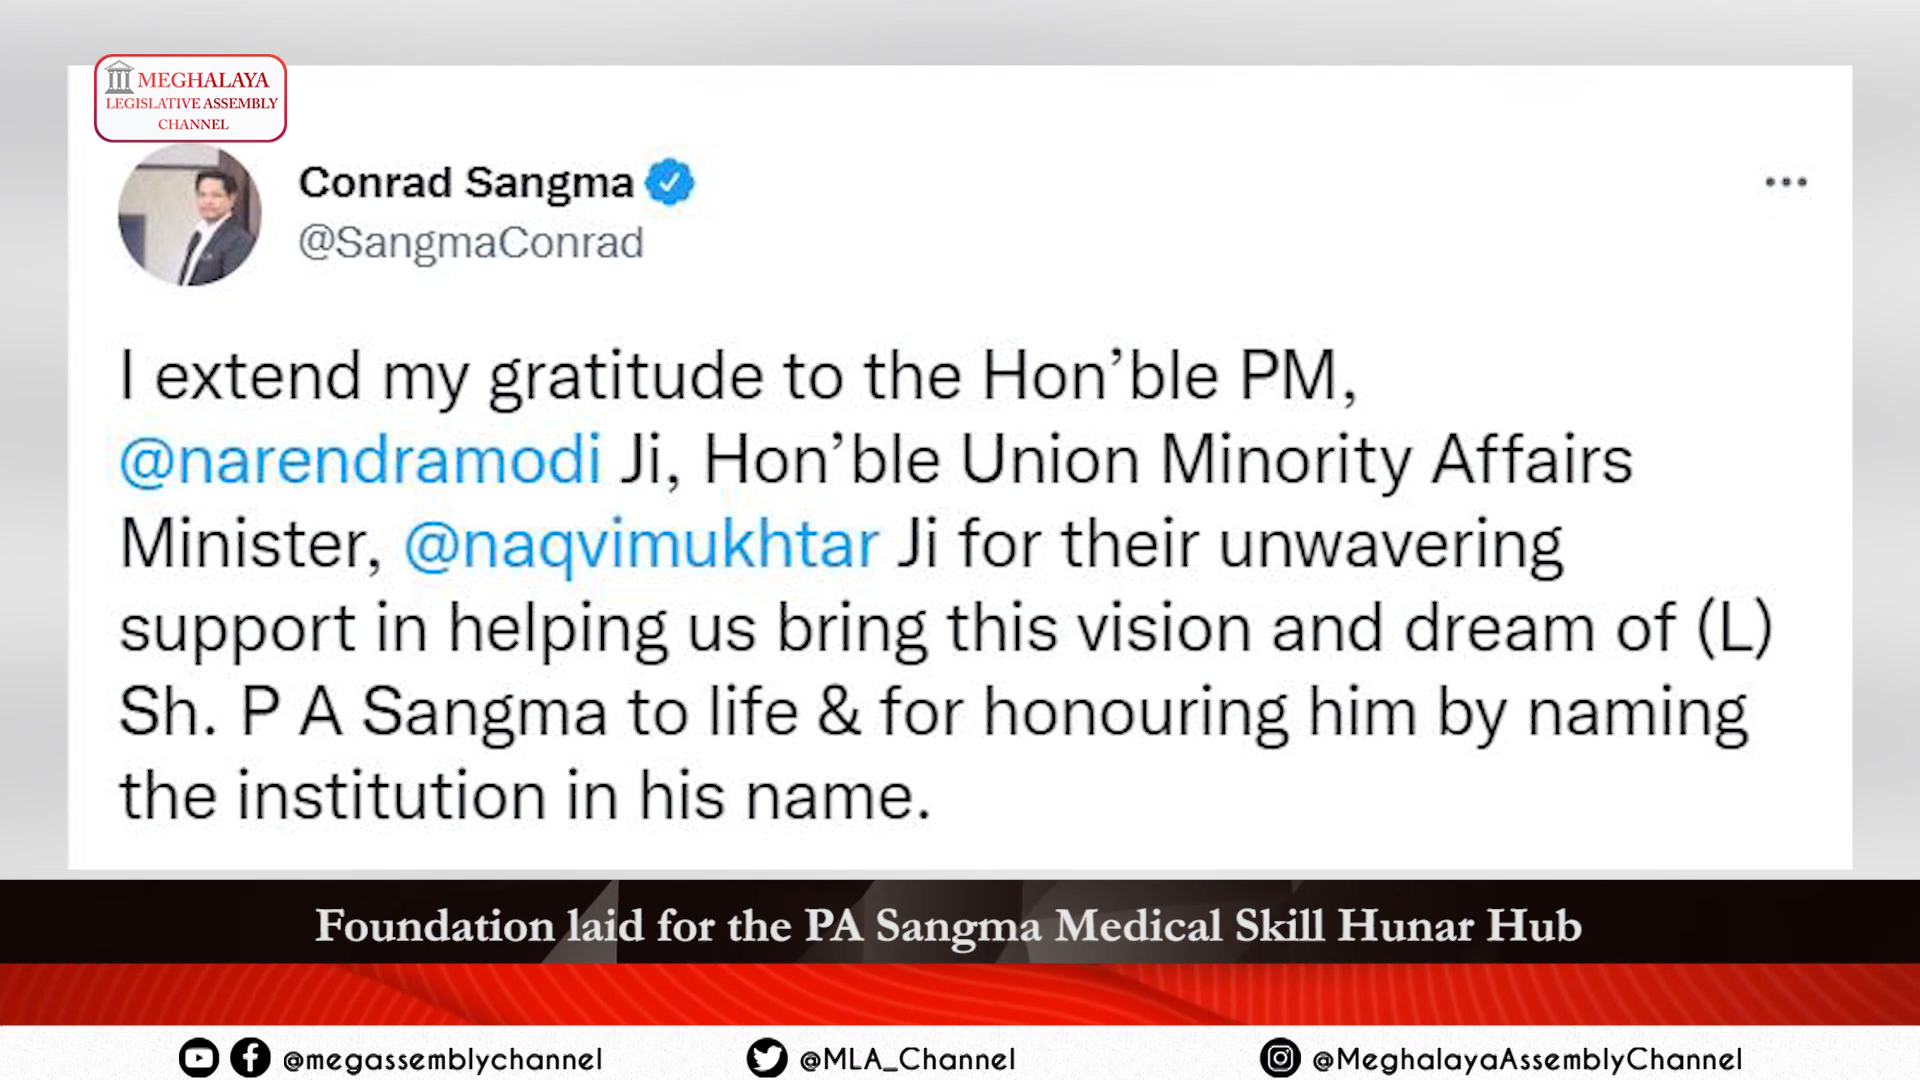 MEGHALAYA
LEGISLATIVE ASSEMBLY
CHANNEL
Conrad Sangma
@SangmaConrad
I extend my gratitude to the Hon’ble PM,
@narendramodi Ji, Hon’ble Union Minority Affairs
Minister, @naqvimukhtar Ji for their unwavering
support in helping us bring this vision and dream of (L)
Sh. P A Sangma to life & for honouring him by naming
the institution in his name.
Foundation laid for the PA Sangma Medical Skill Hunar Hub
@megassemblychannel
@MLA_Channel
@MeghalayaAssemblyChannel